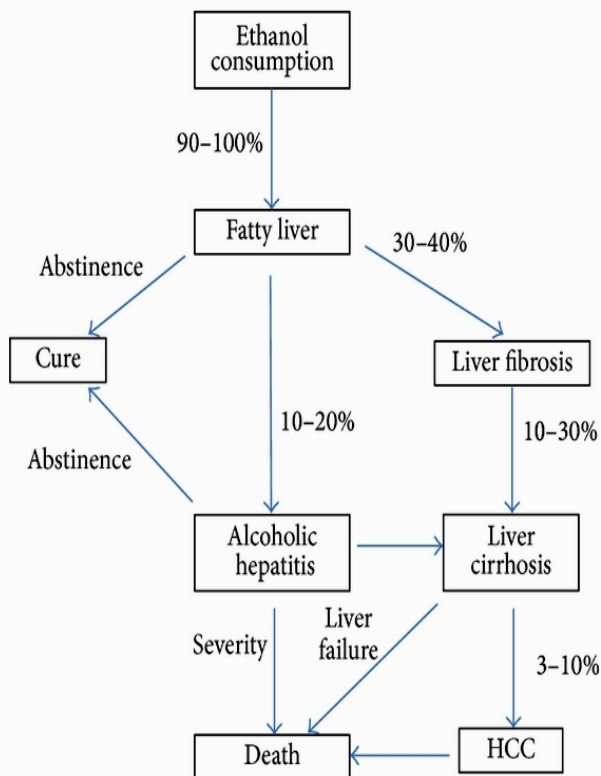 Ethanol
consumption
90–100%
Fatty liver
30–40%
Abstinence
Cure
Liver fibrosis
10–20%
10–30%
Abstinence
Alcoholic
hepatitis
Liver
cirrhosis
Severity
Liver
failure
3–10%
Death
HCC